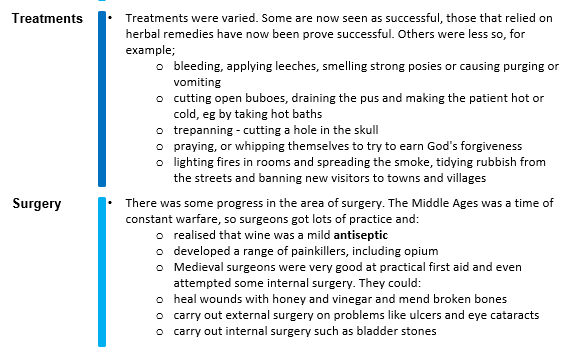 Treatments
• Treatments were varied. Some are now seen as successful, those that relied on
herbal remedies have now been prove successful. Others were less so, for
example;
o bleeding, applying leeches, smelling strong posies or causing purging or
vomiting
o cutting open buboes, draining the pus and making the patient hot or
cold, eg by taking hot baths
o trepanning - cutting a hole in the skull
o praying, or whipping themselves to try to earn God's forgiveness
o lighting fires in rooms and spreading the smoke, tidying rubbish from
the streets and banning new visitors to towns and villages
Surgery
• There was some progress in the area of surgery. The Middle Ages was a time of
constant warfare, so surgeons got lots of practice and:
o realised that wine was a mild antiseptic
o developed a range of painkillers, including opium
o Medieval surgeons were very good at practical first aid and even
attempted some internal surgery. They could:
o heal wounds with honey and vinegar and mend broken bones
o carry out external surgery on problems like ulcers and eye cataracts
o carry out internal surgery such as bladder stones